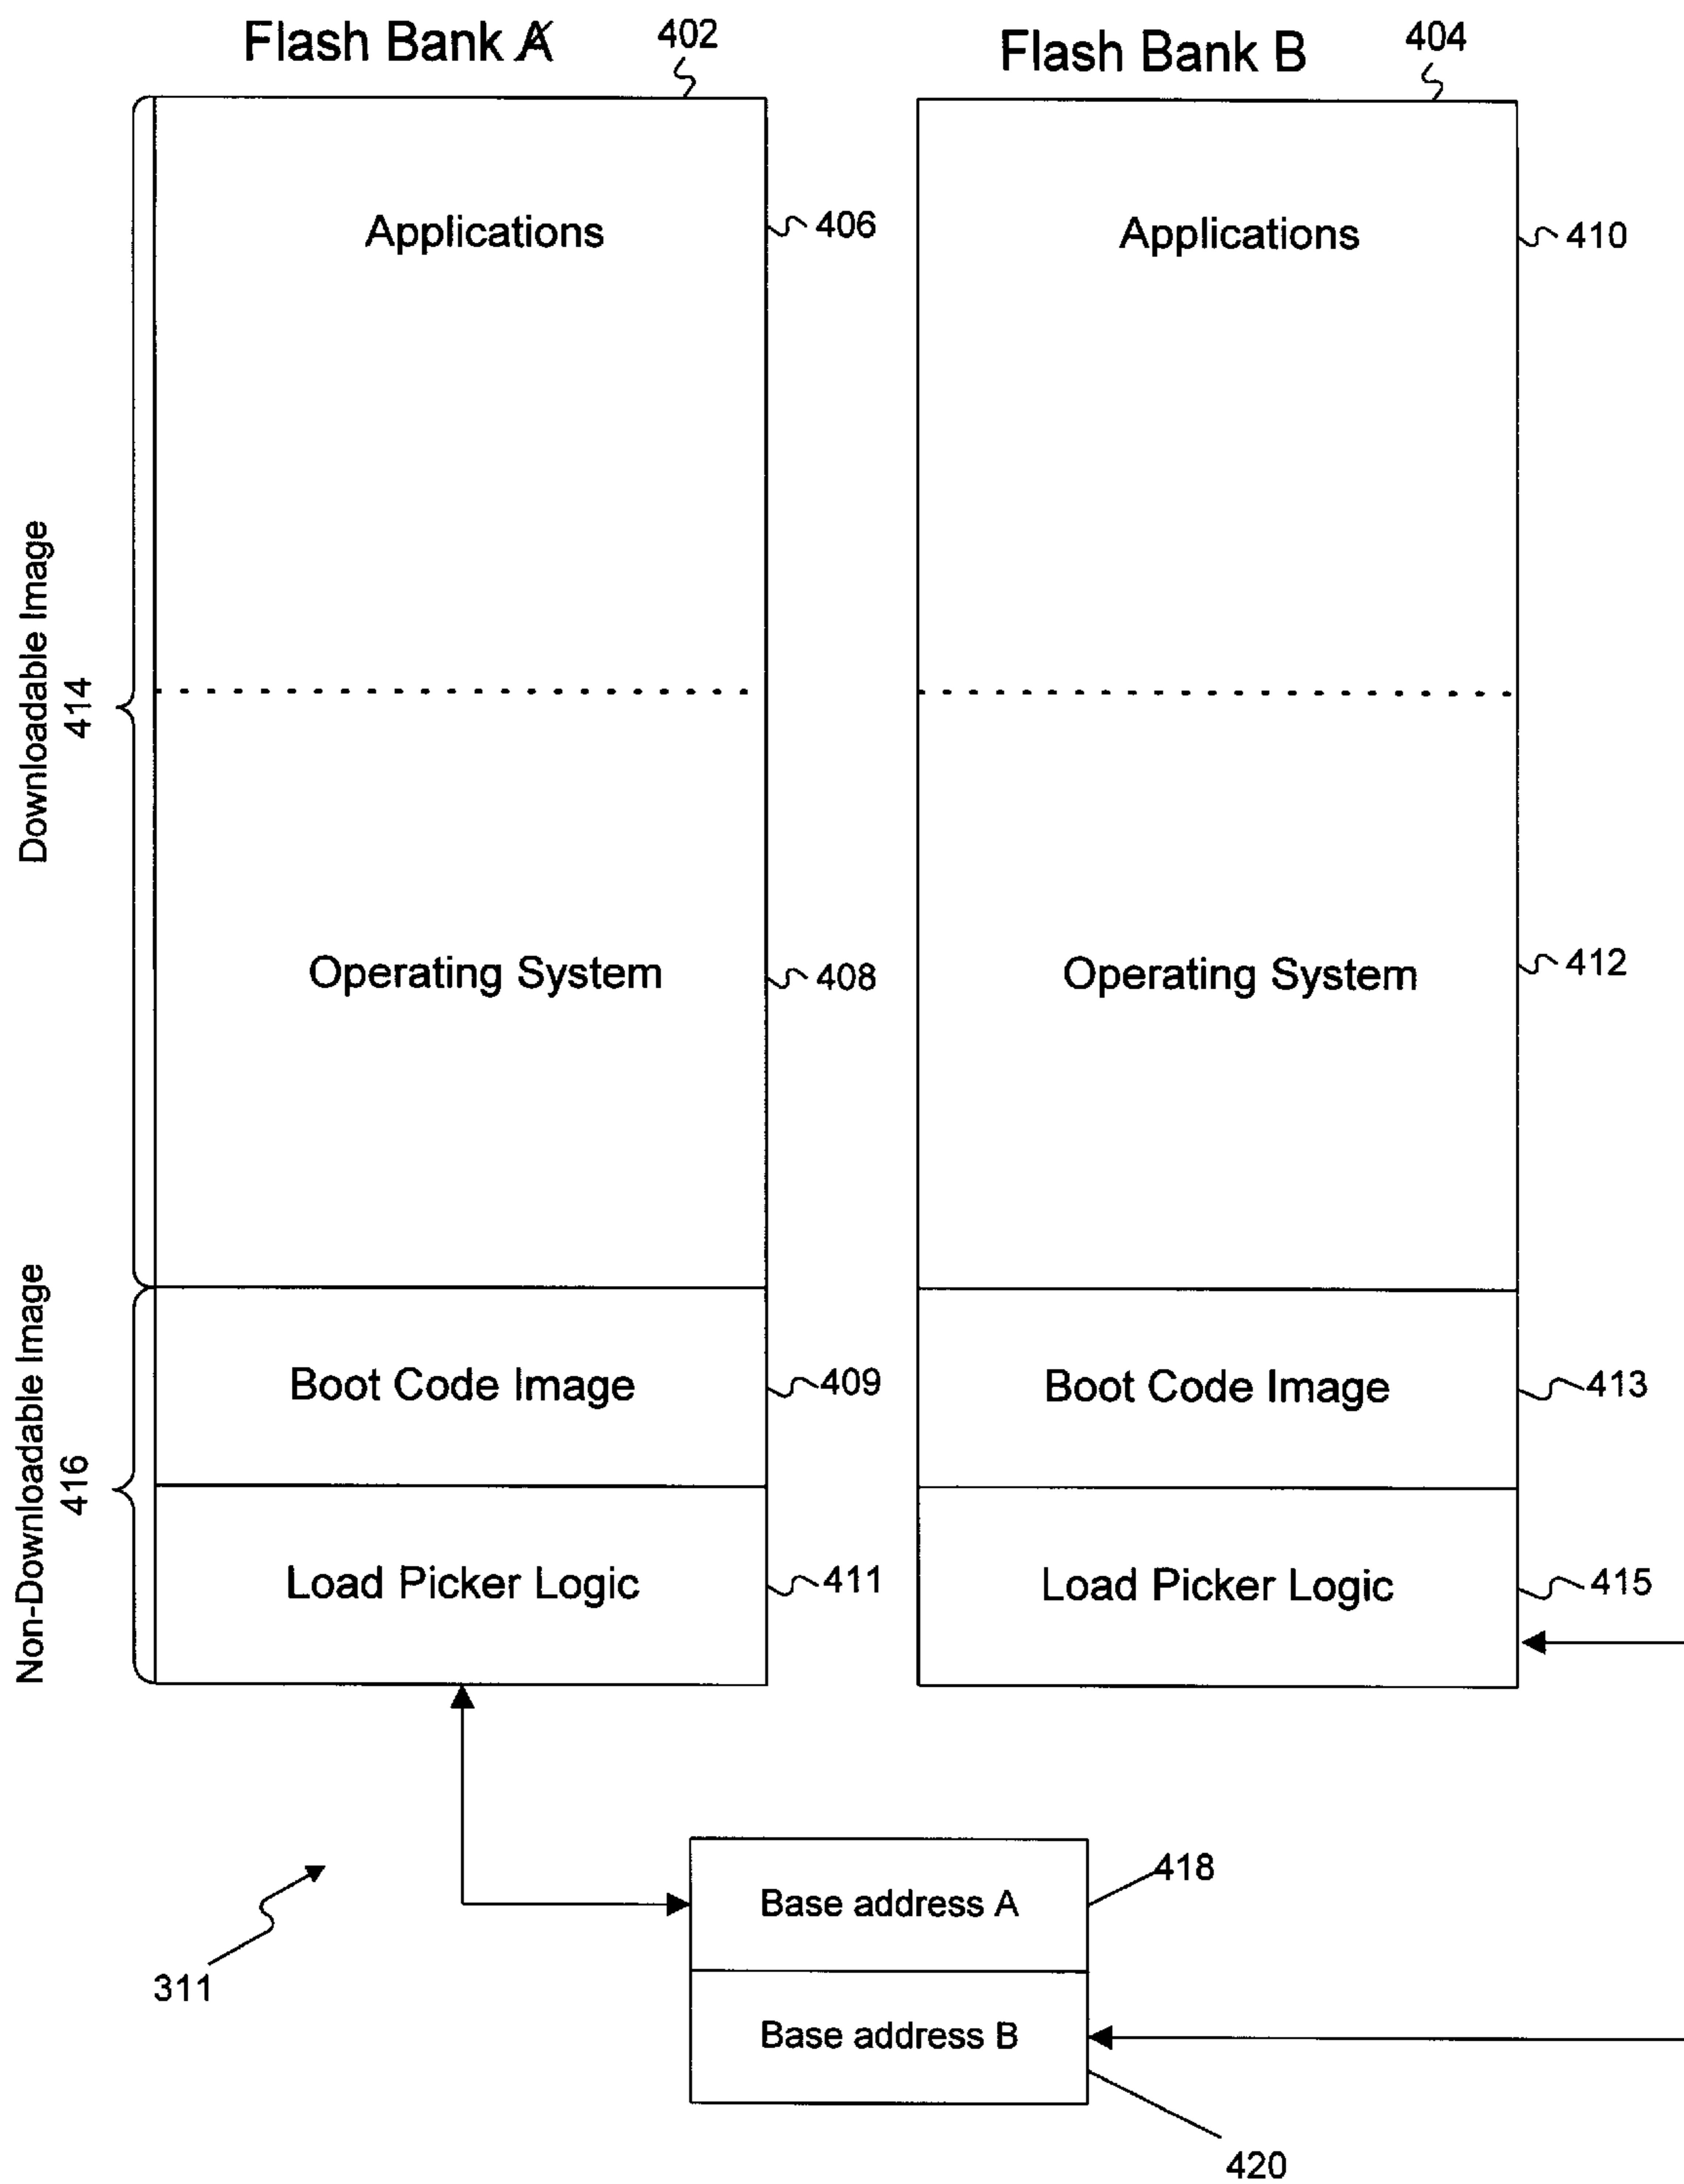 Flash Bank A
402
Flash Bank B
404
Applications
406
Applications
410
Downloadable Image
414
Operating System
408
Operating System
412
Non-Downloadable Image
416
Boot Code Image
409
Boot Code Image
413
Load Picker Logic
411
Load Picker Logic
415
Base address A
418
311
Base address B
420